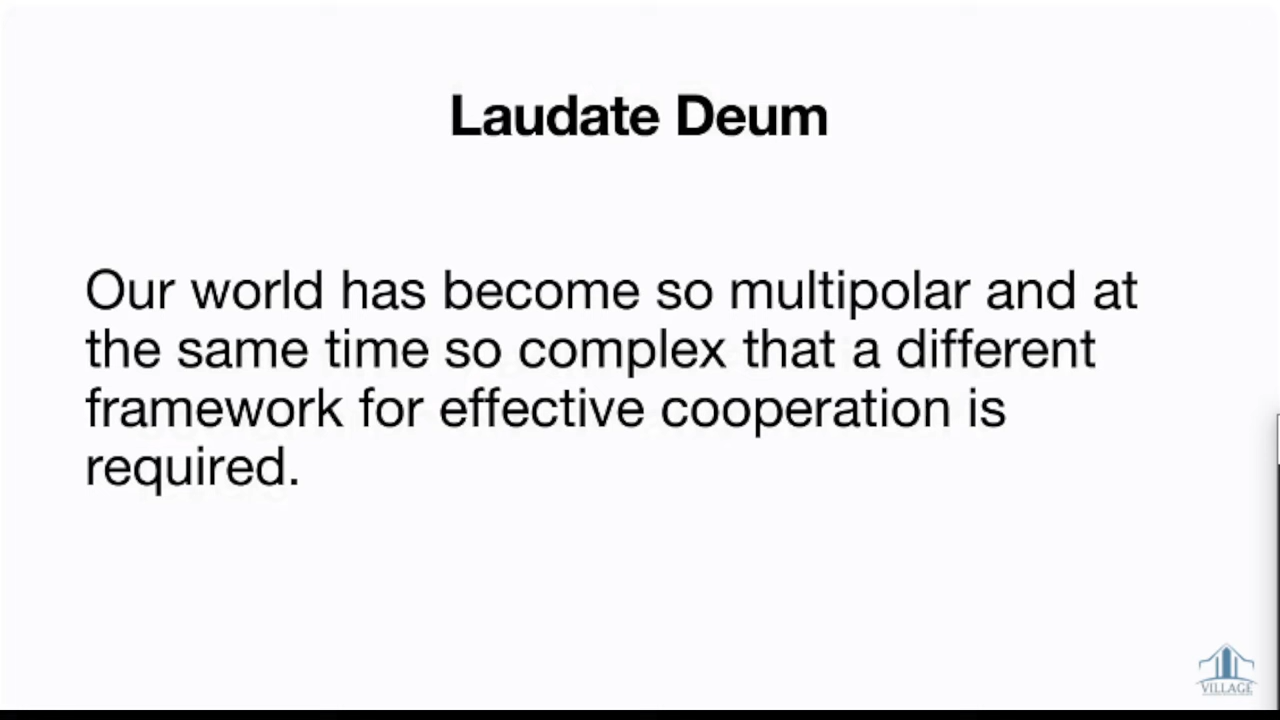 Laudate Deum
Our world has become so multipolar and at
the same time so complex that a different
framework for effective cooperation is
required.
VILLAGE